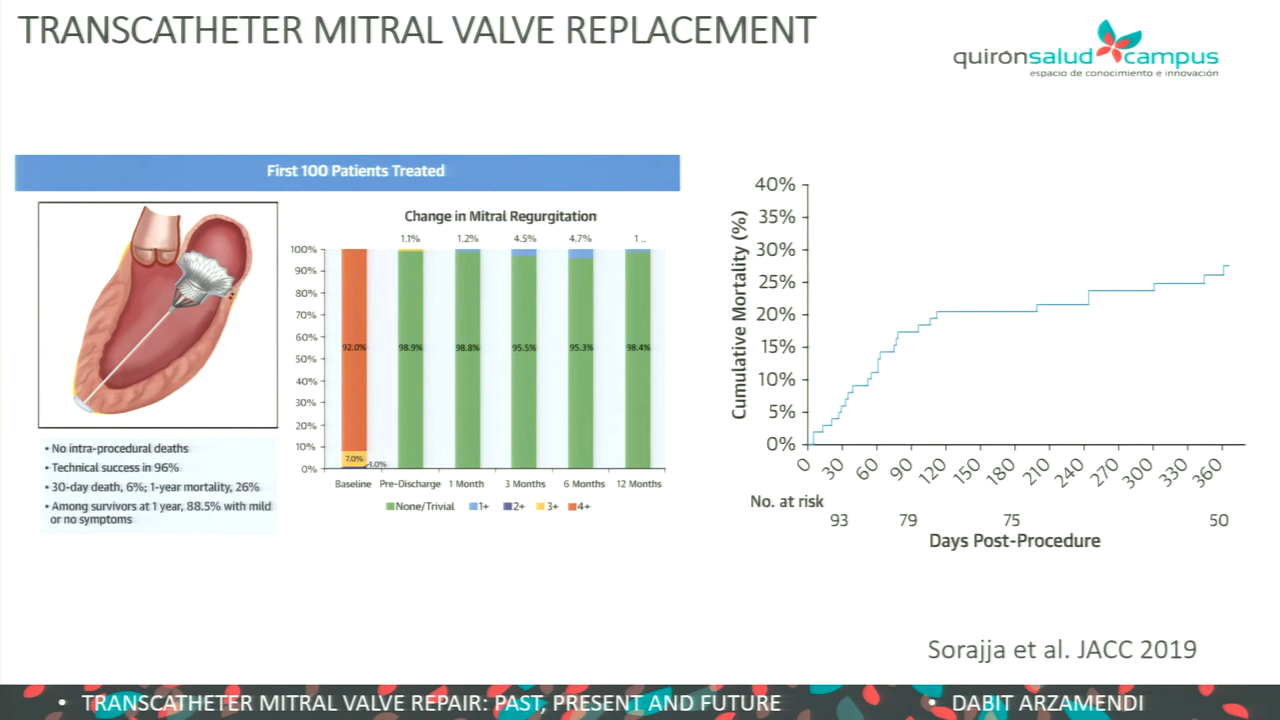 TRANSCATHETER MITRAL VALVE REPLACEMENT
quirónsalud campus
espacio de conocimiento e innovación
First 100 Patients Treated
Change in Mitral Regurgitation
1.1% 1.2% 4.5% 4.7% 1 ...
100%
90%
80%
70%
60%
50%
40%
30%
20%
10%
0%
92.0% 98.9% 98.8% 95.5% 95.3% 98.4%
7.0%
1.0%
Baseline Pre-Discharge 1 Month 3 Months 6 Months 12 Months
None/Trivial 1+ 2+ 3+ 4+
• No intra-procedural deaths
• Technical success in 96%
• 30-day death, 6%; 1-year mortality, 26%
• Among survivors at 1 year, 88.5% with mild
or no symptoms
Cumulative Mortality (%)
40%
35%
30%
25%
20%
15%
10%
5%
0%
0 30 60 90 120 150 180 210 240 270 300 330 360
No. at risk
93 79 75 50
Days Post-Procedure
Sorajja et al. JACC 2019
• TRANSCATHETER MITRAL VALVE REPAIR: PAST, PRESENT AND FUTURE
• DABIT ARZAMENDI